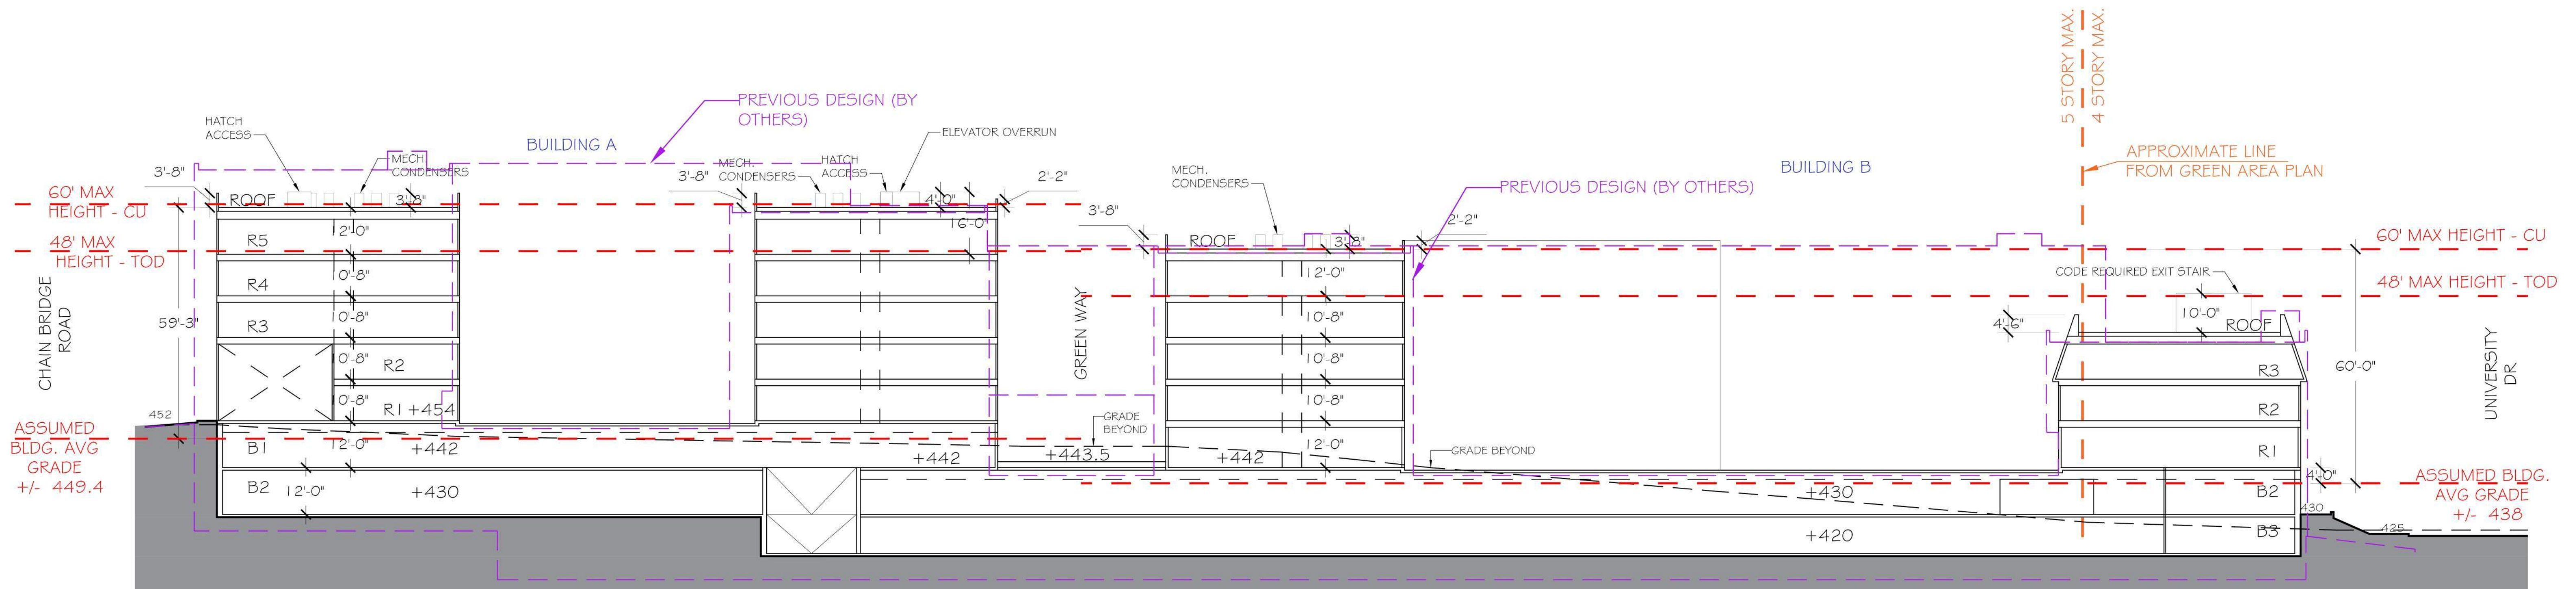 5 STORY MAX.
4 STORY MAX.
PREVIOUS DESIGN (BY
OTHERS)
HATCH
ACCESS
BUILDING A
ELEVATOR OVERRUN
MECH.
CONDENSERS
MECH.
CONDENSERS
HATCH
ACCESS
MECH.
CONDENSERS
BUILDING B
APPROXIMATE LINE
FROM GREEN AREA PLAN
PREVIOUS DESIGN (BY OTHERS)
3'-8"
3'-8"
2'-2"
60' MAX
HEIGHT - CU
ROOF
3'-8"
4'-0"
16'-0"
3'-8"
2'-2"
48' MAX
HEIGHT - TOD
R5
12'-0"
ROOF
3'-8"
60' MAX HEIGHT - CU
CODE REQUIRED EXIT STAIR
48' MAX HEIGHT - TOD
CHAIN BRIDGE
ROAD
59'-3"
R4
10'-8"
R3
10'-8"
R2
10'-8"
R1 +454
452
GREEN WAY
12'-0"
10'-8"
10'-8"
10'-8"
12'-0"
4'-6"
10'-0"
ROOF
R3
R2
R1
60'-0"
UNIVERSITY
DR
ASSUMED
BLDG. AVG
GRADE
+/- 449.4
B1
12'-0"
+442
+442
+443.5
+442
GRADE
BEYOND
GRADE BEYOND
B2
12'-0"
+430
+430
B2
4'-0"
ASSUMED BLDG.
AVG GRADE
+/- 438
+420
B3
430
425